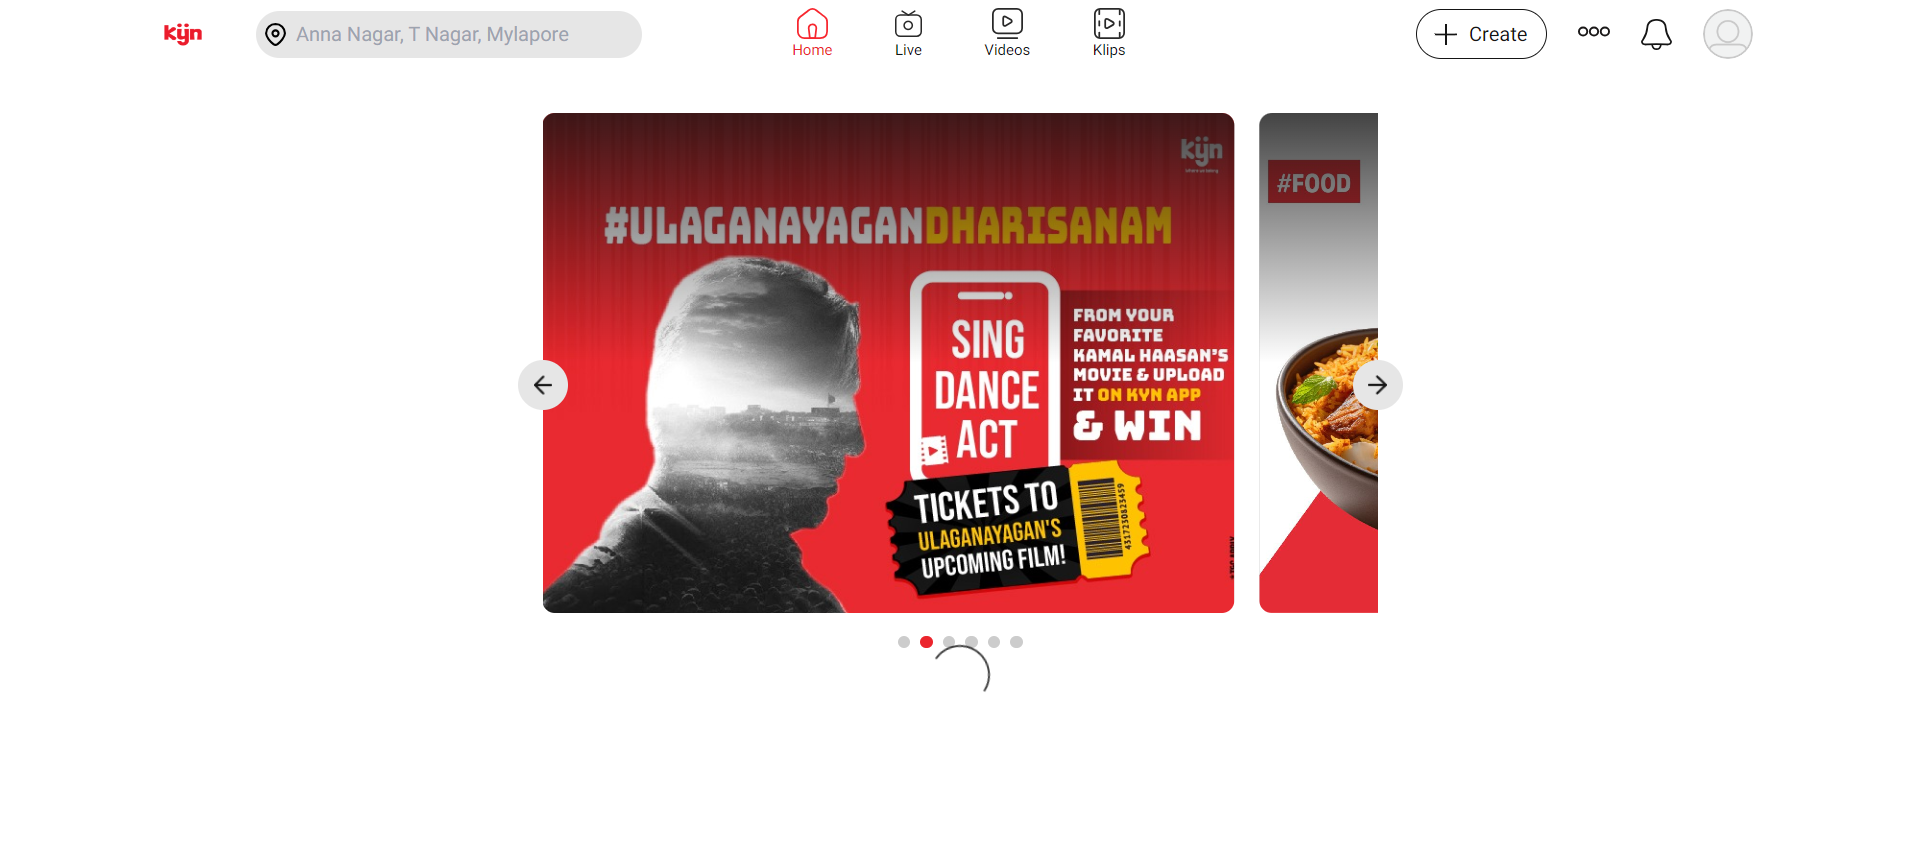 kyn
Anna Nagar, T Nagar, Mylapore
Home
Live
Videos
Klips
Create
kyn
#ULAGANAYAGANDHARISANAM
SING
DANCE
ACT
FROM YOUR
FAVORITE
KAMAL HAASAN'S
MOVIE & UPLOAD
IT ON KYN APP
& WIN
TICKETS TO
ULAGANAYAGAN'S
UPCOMING FILM!
4317230823459
#FOOD